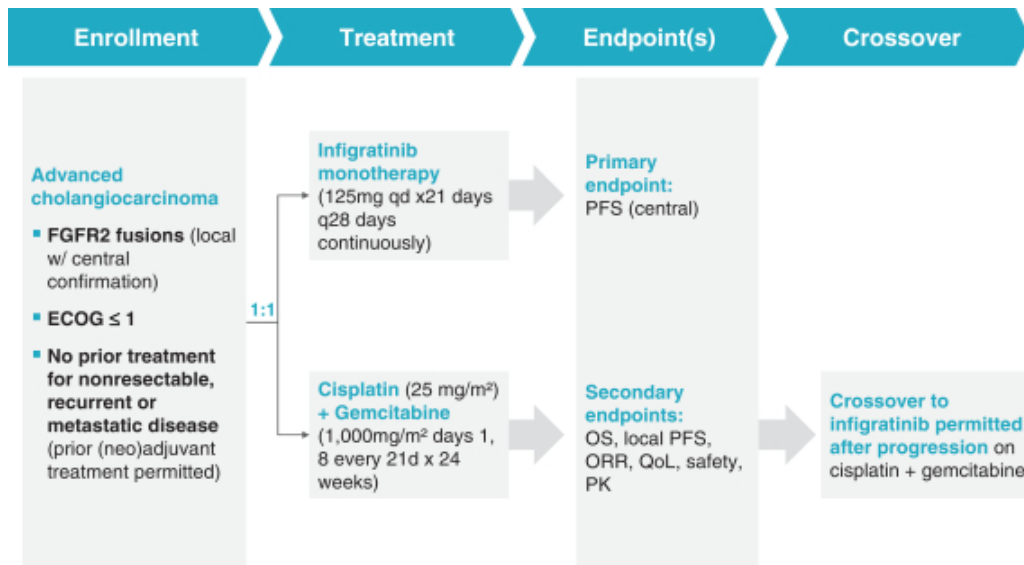 Enrollment
Treatment
Endpoint(s)
Crossover
Advanced
cholangiocarcinoma
▪ FGFR2 fusions (local
w/ central
confirmation)
▪ ECOG ≤ 1
▪ No prior treatment
for nonresectable,
recurrent or
metastatic disease
(prior (neo)adjuvant
treatment permitted)
1:1
Infigratinib
monotherapy
(125mg qd x21 days
q28 days
continuously)
Cisplatin (25 mg/m²)
+ Gemcitabine
(1,000mg/m² days 1,
8 every 21d x 24
weeks)
Primary
endpoint:
PFS (central)
Secondary
endpoints:
OS, local PFS,
ORR, QoL, safety,
PK
Crossover to
infigratinib permitted
after progression on
cisplatin + gemcitabine